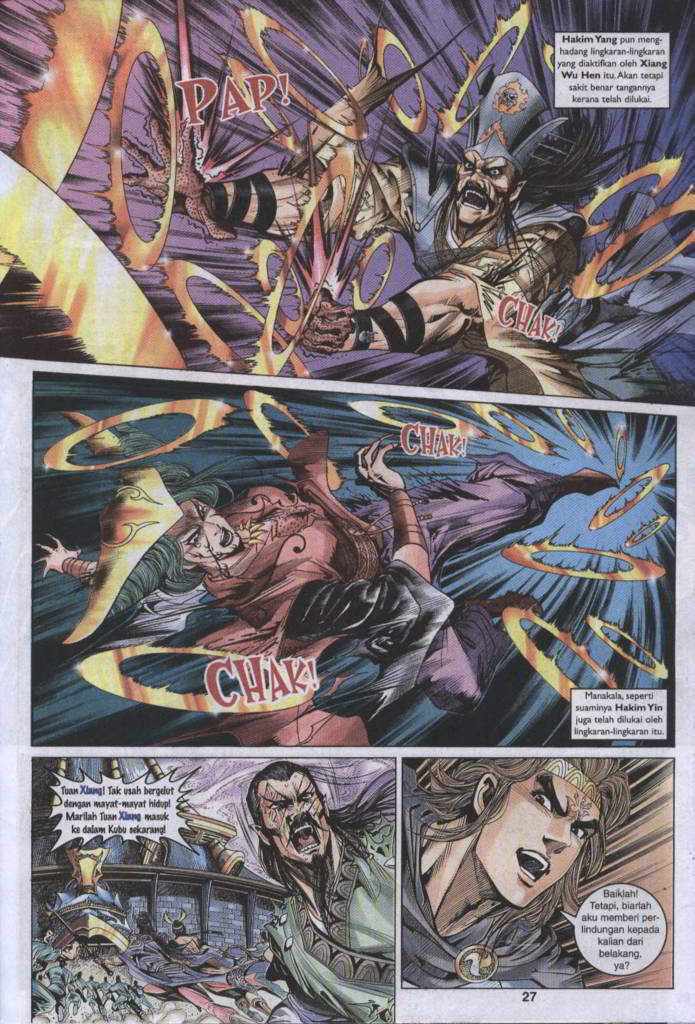 Hakim Yang pun meng-
hadang lingkaran-lingkaran
yang diaktifkan oleh Xiang
Wu Hen itu. Akan tetapi
sakit benar tangannya
kerana telah dilukai.
PAP!
CHAK!
CHAK!
CHAK!
Manakala, seperti
suaminya Hakim Yin
juga telah dilukai oleh
lingkaran-lingkaran itu.
Tuan Xiang! Tak usah bergelut
dengan mayat-mayat hidup!
Marilah Tuan Xiang masuk
ke dalam Kubu sekarang!
Baiklah!
Tetapi, biarlah
aku memberi per-
lindungan kepada
kalian dari
belakang,
ya?
27